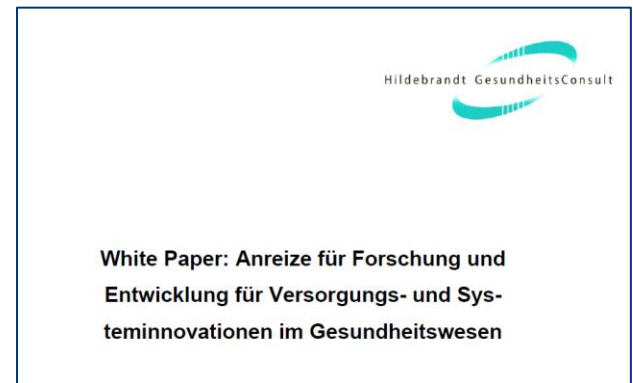 Hildebrandt GesundheitsConsult
White Paper: Anreize für Forschung und
Entwicklung für Versorgungs- und Sys-
teminnovationen im Gesundheitswesen